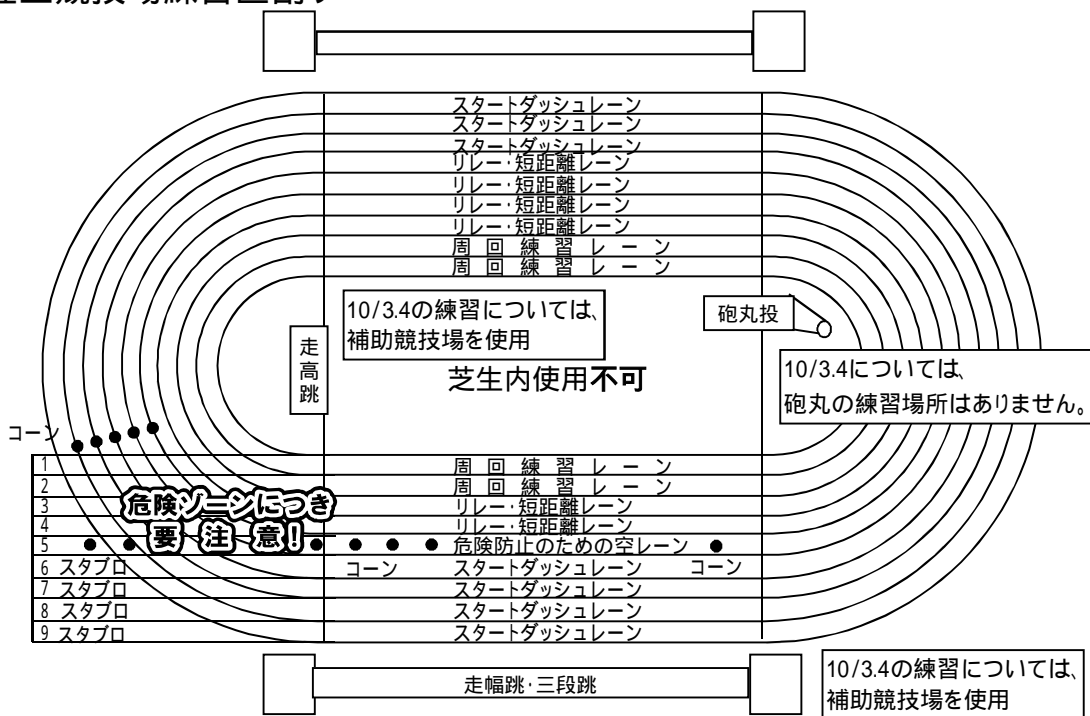 陸上競技場練習区割り
スタートダッシュレーン
スタートダッシュレーン
スタートダッシュレーン
リレー・短距離レーン
リレー・短距離レーン
リレー・短距離レーン
リレー・短距離レーン
周回練習レーン
周回練習レーン
10/3.4の練習については、
補助競技場を使用
砲丸投
走高跳
芝生内使用不可
10/3.4については、
砲丸の練習場所はありません。
コーン
1 周回練習レーン
2 周回練習レーン
危険ゾーンにつき
3 リレー・短距離レーン
4 リレー・短距離レーン
要注意！
5 危険防止のための空レーン
6 スタブロ コーン スタートダッシュレーン コーン
7 スタブロ スタートダッシュレーン
8 スタブロ スタートダッシュレーン
9 スタブロ スタートダッシュレーン
走幅跳・三段跳
10/3.4の練習については、
補助競技場を使用